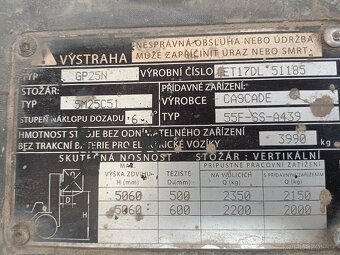 VÝSTRAHA
NESPRÁVNÁ OBSLUHA NEBO ÚDRŽBA
MŮŽE ZAPŘÍČINIT ÚRAZ NEBO SMRT.
TYP GP25N VÝROBNÍ ČÍSLO ET17DL 51185
STOŽÁR: PŘÍDAVNÉ ZAŘÍZENÍ:
TYP 5M25C51 VÝROBCE CASCADE
STUPEŇ NÁKLOPU DOZADU 6 TYP 55F-SS-A439
HMOTNOST STROJE BEZ ODNÍMATELNÉHO ZAŘÍZENÍ
BEZ TRAKČNÍ BATERIE PRO ELEKTRICKÉ VOZÍKY 3990 kg
SKUTEČNÁ NOSNOST STOŽÁR: VERTIKÁLNÍ
MAX.
VÝŠKA ZDVIHU
H (mm)
TĚŽIŠTĚ
PŘÍPUSTNÉ PRACOVNÍ ZATÍŽENÍ
NA VIDLICÍCH
Q (kg)
S PŘÍDAVNÝM ZAŘÍZENÍM
Q (kg)
5060 500 2350 2150
5060 600 2200 2000